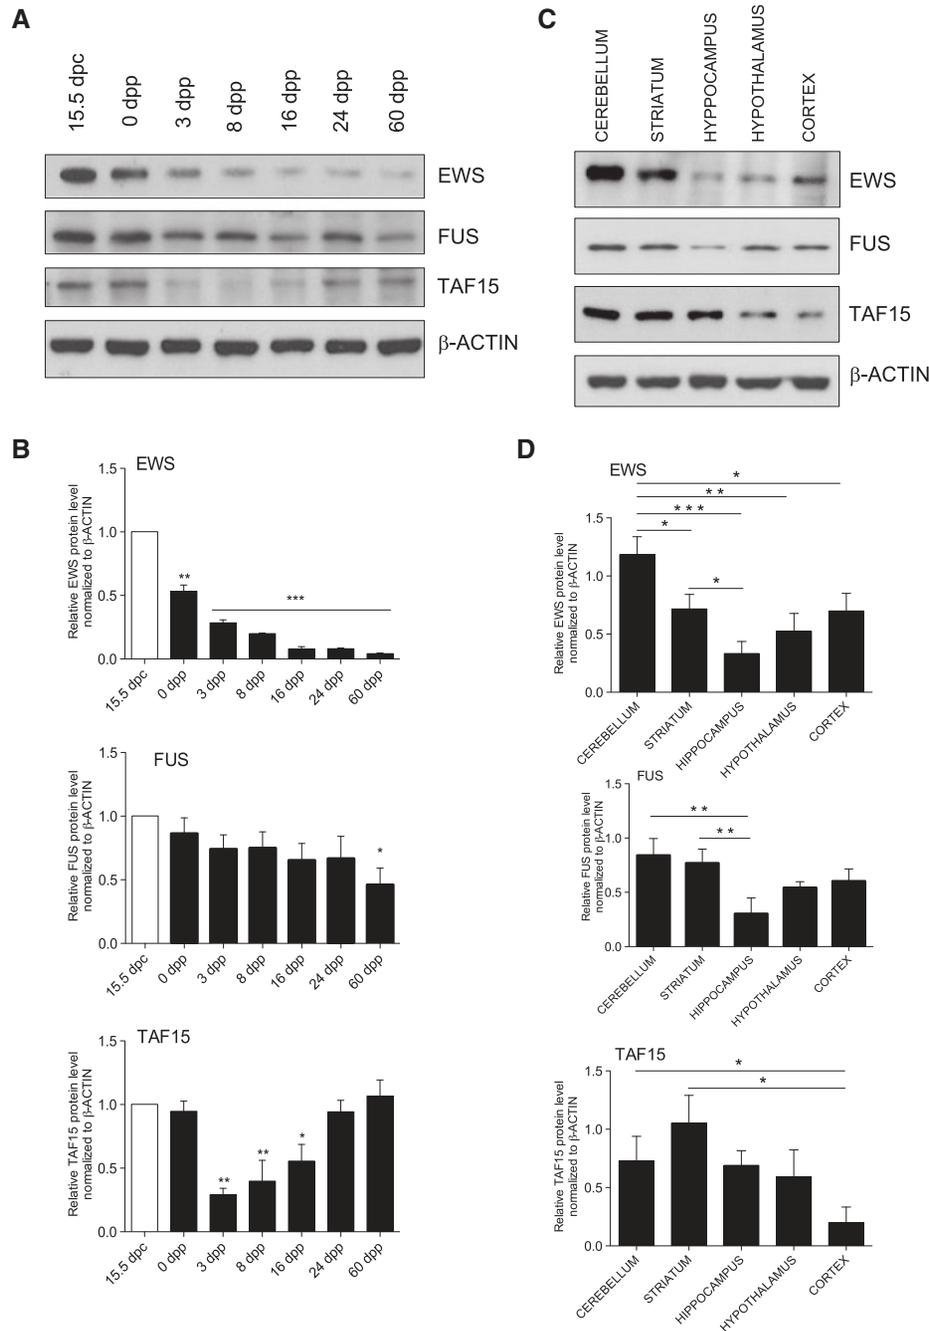 A
15.5 dpc
0 dpp
3 dpp
8 dpp
16 dpp
24 dpp
60 dpp
EWS
FUS
TAF15
β-ACTIN
C
CEREBELLUM
STRIATUM
HYPPOCAMPUS
HYPOTHALAMUS
CORTEX
EWS
FUS
TAF15
β-ACTIN
B
EWS
Relative EWS protein level
normalized to β-ACTIN
1.5
1.0
0.5
0.0
**
***
15.5 dpc
0 dpp
3 dpp
8 dpp
16 dpp
24 dpp
60 dpp
FUS
Relative FUS protein level
normalized to β-ACTIN
1.5
1.0
0.5
0.0
*
15.5 dpc
0 dpp
3 dpp
8 dpp
16 dpp
24 dpp
60 dpp
TAF15
Relative TAF15 protein level
normalized to β-ACTIN
1.5
1.0
0.5
0.0
**
**
*
15.5 dpc
0 dpp
3 dpp
8 dpp
16 dpp
24 dpp
60 dpp
D
EWS
Relative EWS protein level
normalized to β-ACTIN
1.5
1.0
0.5
0.0
*
* *
* * *
*
*
CEREBELLUM
STRIATUM
HIPPOCAMPUS
HYPOTHALAMUS
CORTEX
FUS
Relative FUS protein level
normalized to β-ACTIN
1.5
1.0
0.5
0.0
* *
* *
CEREBELLUM
STRIATUM
HIPPOCAMPUS
HYPOTHALAMUS
CORTEX
TAF15
Relative TAF15 protein level
normalized to β-ACTIN
1.5
1.0
0.5
0.0
*
*
CEREBELLUM
STRIATUM
HIPPOCAMPUS
HYPOTHALAMUS
CORTEX